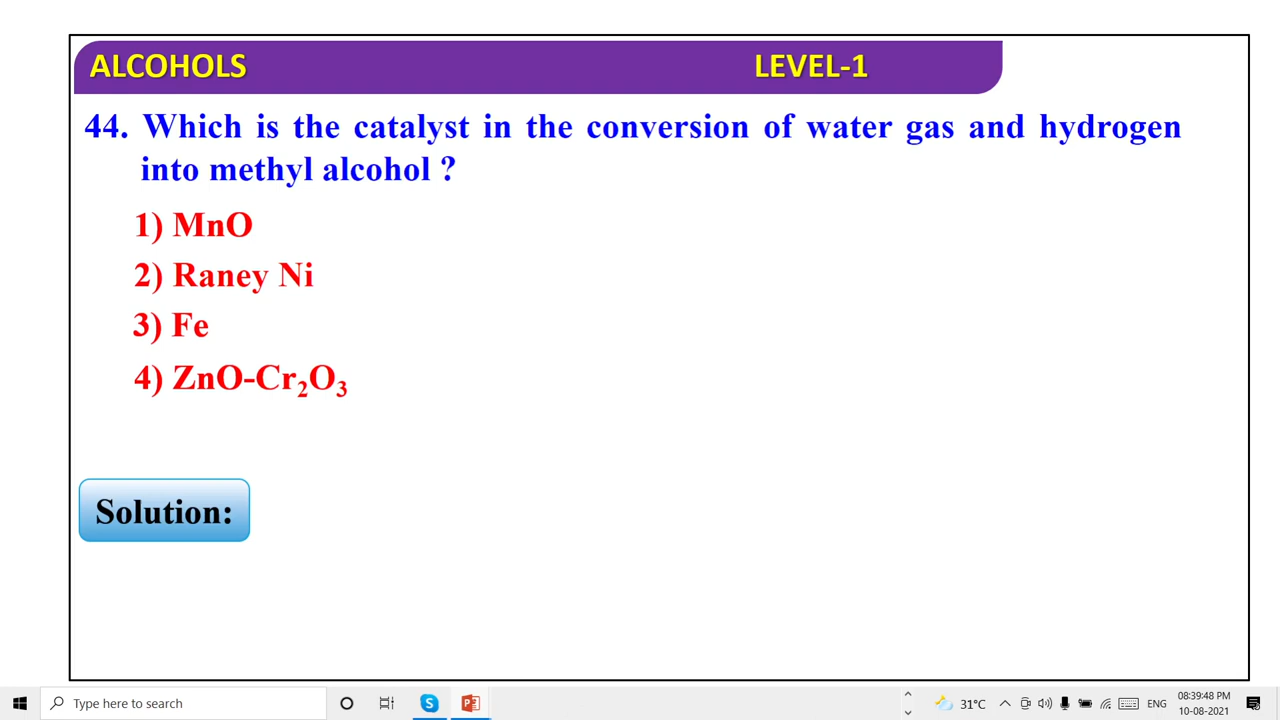 ALCOHOLS LEVEL-1
44. Which is the catalyst in the conversion of water gas and hydrogen
into methyl alcohol ?
1) MnO
2) Raney Ni
3) Fe
4) ZnO-Cr₂O₃
Solution:
Type here to search 31°C ENG 08:39:48 PM
10-08-2021